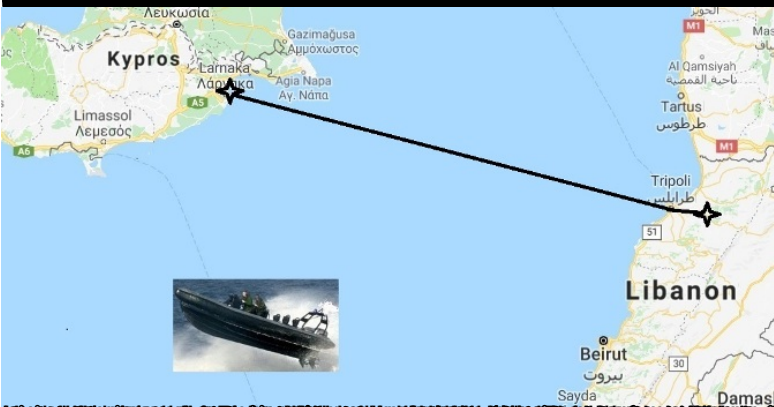 Λευκωσία
Gazimağusa
Αμμόχωστος
Kypros
Larnaka
Agia Napa
Αγ. Νάπα
A5
Limassol
Λεμεσός
A6
M1
Al Qamsiyah
ناحية القمصية
Tartus
طرطوس
M1
Tripoli
طرابلس
51
Libanon
Beirut
بيروت
30
Sayda
Damas